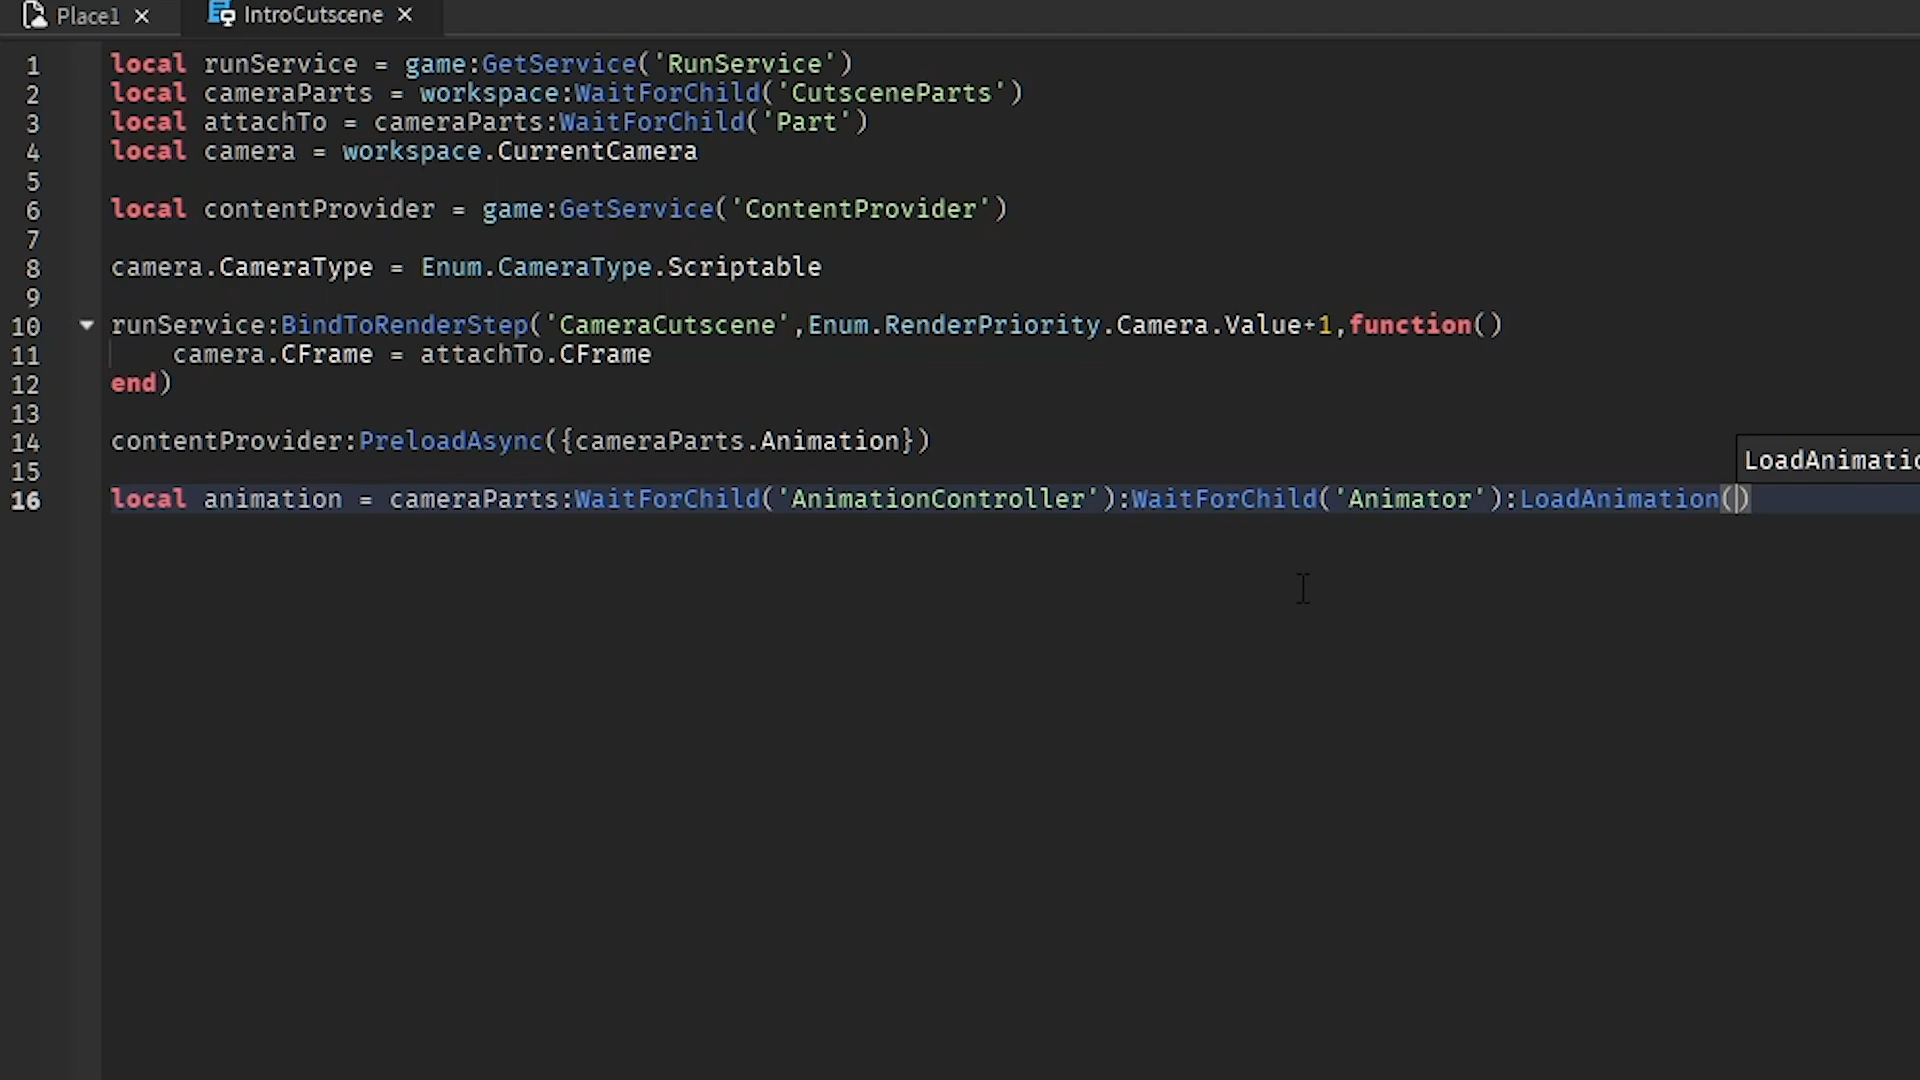 Place1 IntroCutscene
1 local runService = game:GetService('RunService')
2 local cameraParts = workspace:WaitForChild('CutsceneParts')
3 local attachTo = cameraParts:WaitForChild('Part')
4 local camera = workspace.CurrentCamera
5
6 local contentProvider = game:GetService('ContentProvider')
7
8 camera.CameraType = Enum.CameraType.Scriptable
9
10 runService:BindToRenderStep('CameraCutscene',Enum.RenderPriority.Camera.Value+1,function()
11     camera.CFrame = attachTo.CFrame
12 end)
13
14 contentProvider:PreloadAsync({cameraParts.Animation})
LoadAnimatio
15
16 local animation = cameraParts:WaitForChild('AnimationController'):WaitForChild('Animator'):LoadAnimation()